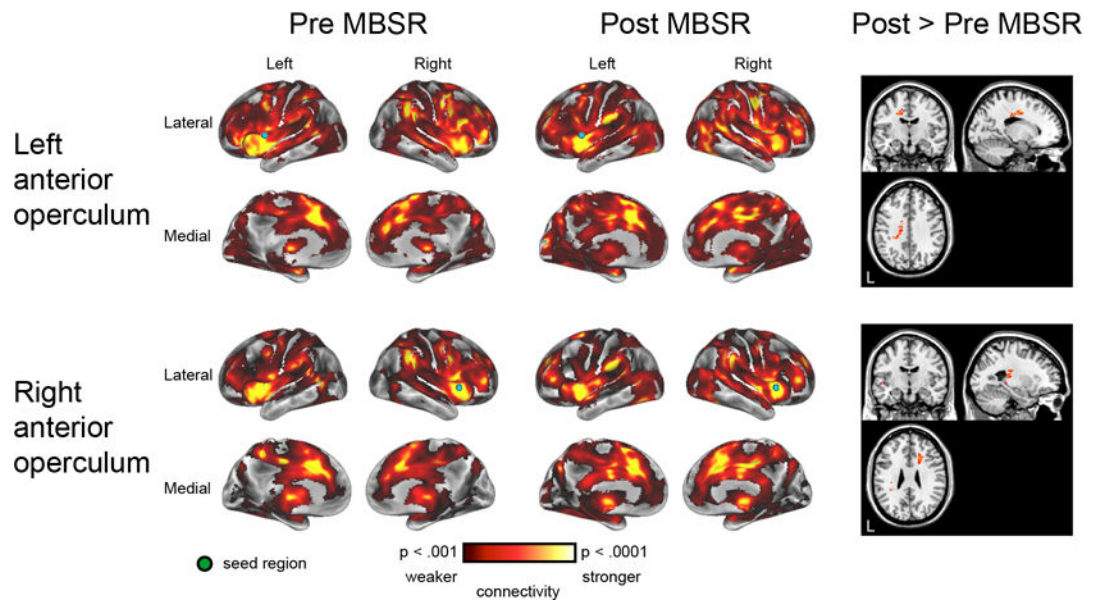 Pre MBSR
Post MBSR
Post > Pre MBSR
Left
Right
Left
Right
Left
anterior
operculum
Lateral
Medial
L
Right
anterior
operculum
Lateral
Medial
L
seed region
p < .001
p < .0001
weaker
stronger
connectivity